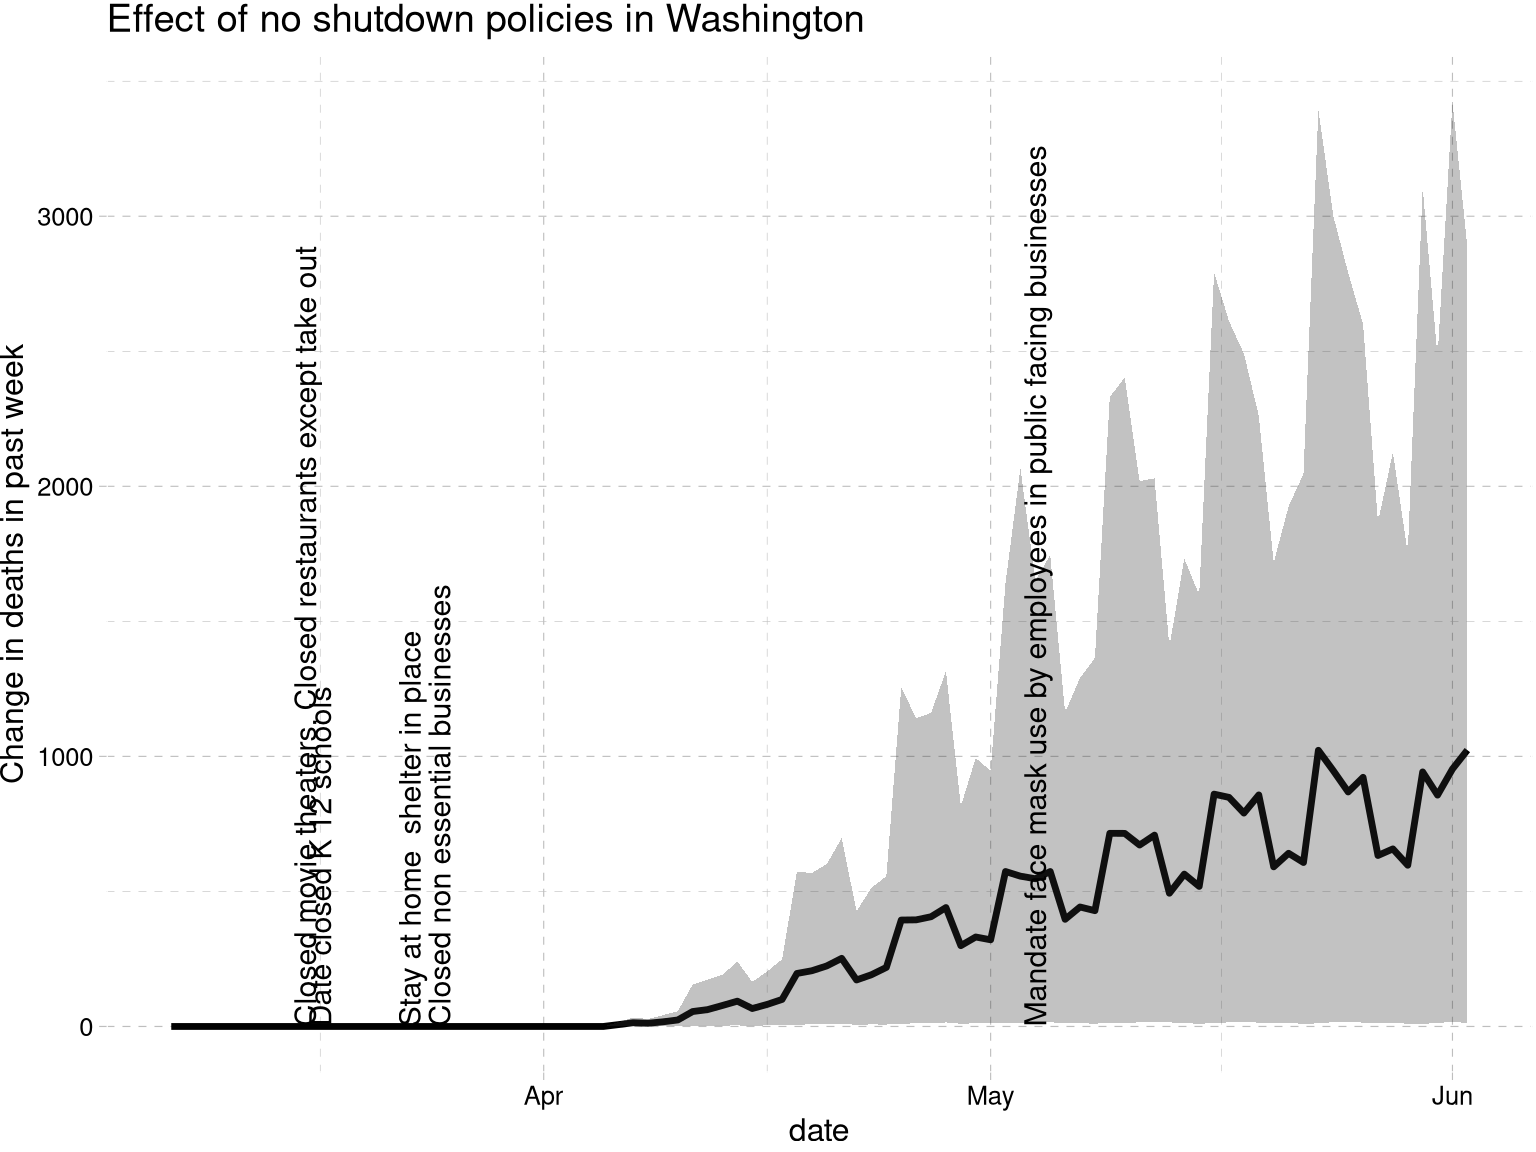 Effect of no shutdown policies in Washington
Change in deaths in past week
3000
2000
1000
0
Closed movie theaters, Closed restaurants except take out
Date closed K 12 schools
Stay at home  shelter in place
Closed non essential businesses
Mandate face mask use by employees in public facing businesses
Apr
May
Jun
date